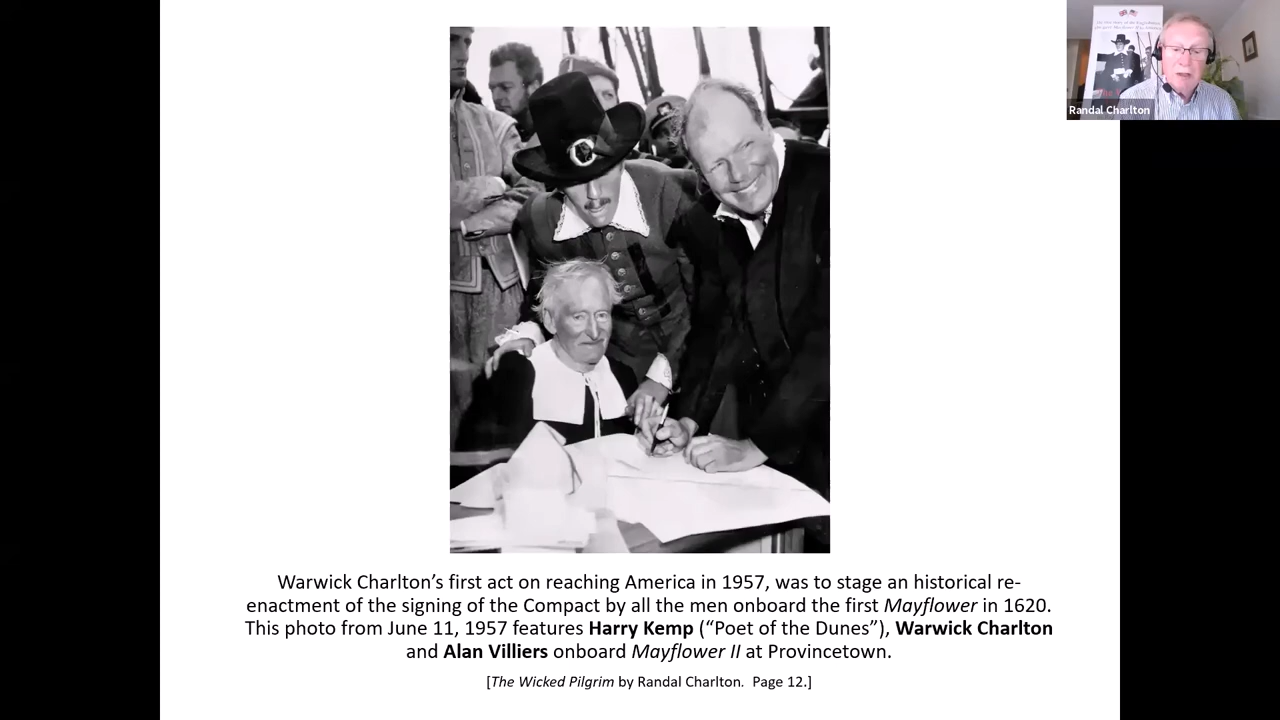 Randal Charlton
Warwick Charlton’s first act on reaching America in 1957, was to stage an historical re-
enactment of the signing of the Compact by all the men onboard the first Mayflower in 1620.
This photo from June 11, 1957 features Harry Kemp (“Poet of the Dunes”), Warwick Charlton
and Alan Villiers onboard Mayflower II at Provincetown.
[The Wicked Pilgrim by Randal Charlton.  Page 12.]